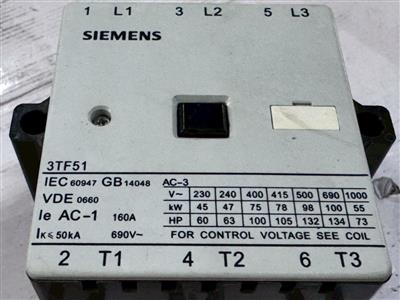 1 L1 3 L2 5 L3
SIEMENS
3TF51
IEC 60947 GB 14048 AC-3
VDE 0660
Ie AC-1 160A
IK ≤ 50kA 690V~
V~ 230 240 400 415 500 690 1000
kW 45 47 75 78 98 100 55
HP 60 63 100 105 132 134 73
FOR CONTROL VOLTAGE SEE COIL
2 T1 4 T2 6 T3